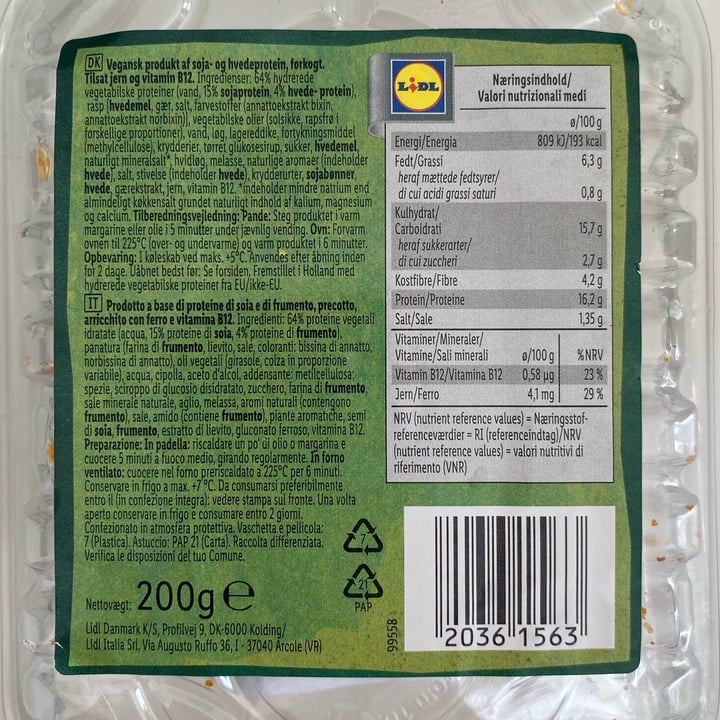 DK Vegansk produkt af soja- og hvedeprotein, forkogt.
Tilsat jern og vitamin B12. Ingredienser: 64% hydrerede
vegetabilske proteiner (vand, 15% sojaprotein, 4% hvede- protein),
rasp [hvedemel, gær, salt, farvestoffer (annattoekstrakt bixin,
annattoekstrakt norbixin)], vegetabilske olier (solsikke, rapsfrø i
forskellige proportioner), vand, løg, lagereddike, fortykningsmiddel
(methylcellulose), krydderier, tørret glukosesirup, sukker, hvedemel,
naturligt mineralsalt*, hvidløg, melasse, naturlige aromaer (indeholder
hvede), salt, stivelse (indeholder hvede), krydderurter, sojabønner,
hvede, gærekstrakt, jern, vitamin B12. *indeholder mindre natrium end
almindeligt køkkensalt grundet naturligt indhold af kalium, magnesium
og calcium. Tilberedningsvejledning: Pande: Steg produktet i varm
margarine eller olie i 5 minutter under jævnlig vending. Ovn: Forvarm
ovnen til 225°C (over- og undervarme) og varm produktet i 6 minutter.
Opbevaring: I køleskab ved maks. +5°C. Anvendes efter åbning inden
for 2 dage. Uåbnet bedst før: Se forsiden. Fremstillet i Holland med
hydrerede vegetabilske proteiner fra EU/ikke-EU.
IT Prodotto a base di proteine di soia e di frumento, precotto,
arricchito con ferro e vitamina B12. Ingredienti: 64% proteine vegetali
idratate (acqua, 15% proteine di soia, 4% proteine di frumento),
panatura (farina di frumento, lievito, sale, coloranti: bissina di annatto,
norbissina di annatto), oli vegetali (girasole, colza in proporzione
variabile), acqua, cipolla, aceto d'alcol, addensante: metilcellulosa;
spezie, sciroppo di glucosio disidratato, zucchero, farina di frumento,
sale minerale naturale, aglio, melassa, aromi naturali (contengono
frumento), sale, amido (contiene frumento), piante aromatiche, semi
di soia, frumento, estratto di lievito, gluconato ferroso, vitamina B12.
Preparazione: In padella: riscaldare un po' di olio o margarina e
cuocere 5 minuti a fuoco medio, girando regolarmente. In forno
ventilato: cuocere nel forno preriscaldato a 225°C per 6 minuti.
Conservare in frigo a max. +7°C. Da consumarsi preferibilmente
entro il (in confezione integra): vedere stampa sul fronte. Una volta
aperto conservare in frigo e consumare entro 2 giorni.
Confezionato in atmosfera protettiva. Vaschetta e pellicola:
7 (Plastica). Astuccio: PAP 21 (Carta). Raccolta differenziata.
Verifica le disposizioni del tuo Comune.
Nettovægt: 200g e
Lidl Danmark K/S, Profilvej 9, DK-6000 Kolding/
Lidl Italia Srl, Via Augusto Ruffo 36, I - 37040 Arcole (VR)
7
21
PAP
LIDL
Næringsindhold/
Valori nutrizionali medi
ø/100 g
Energi/Energia 809 kJ/193 kcal
Fedt/Grassi 6,3 g
heraf mættede fedtsyrer/
di cui acidi grassi saturi 0,8 g
Kulhydrat/
Carboidrati 15,7 g
heraf sukkerarter/
di cui zuccheri 2,7 g
Kostfibre/Fibre 4,2 g
Protein/Proteine 16,2 g
Salt/Sale 1,35 g
Vitaminer/Mineraler/
Vitamine/Sali minerali ø/100 g %NRV
Vitamin B12/Vitamina B12 0,58 µg 23 %
Jern/Ferro 4,1 mg 29 %
NRV (nutrient reference values) = Næringsstof-
referenceværdier = RI (referenceindtag)/NRV
(nutrient reference values) = valori nutritivi di
riferimento (VNR)
99558
2036 1563